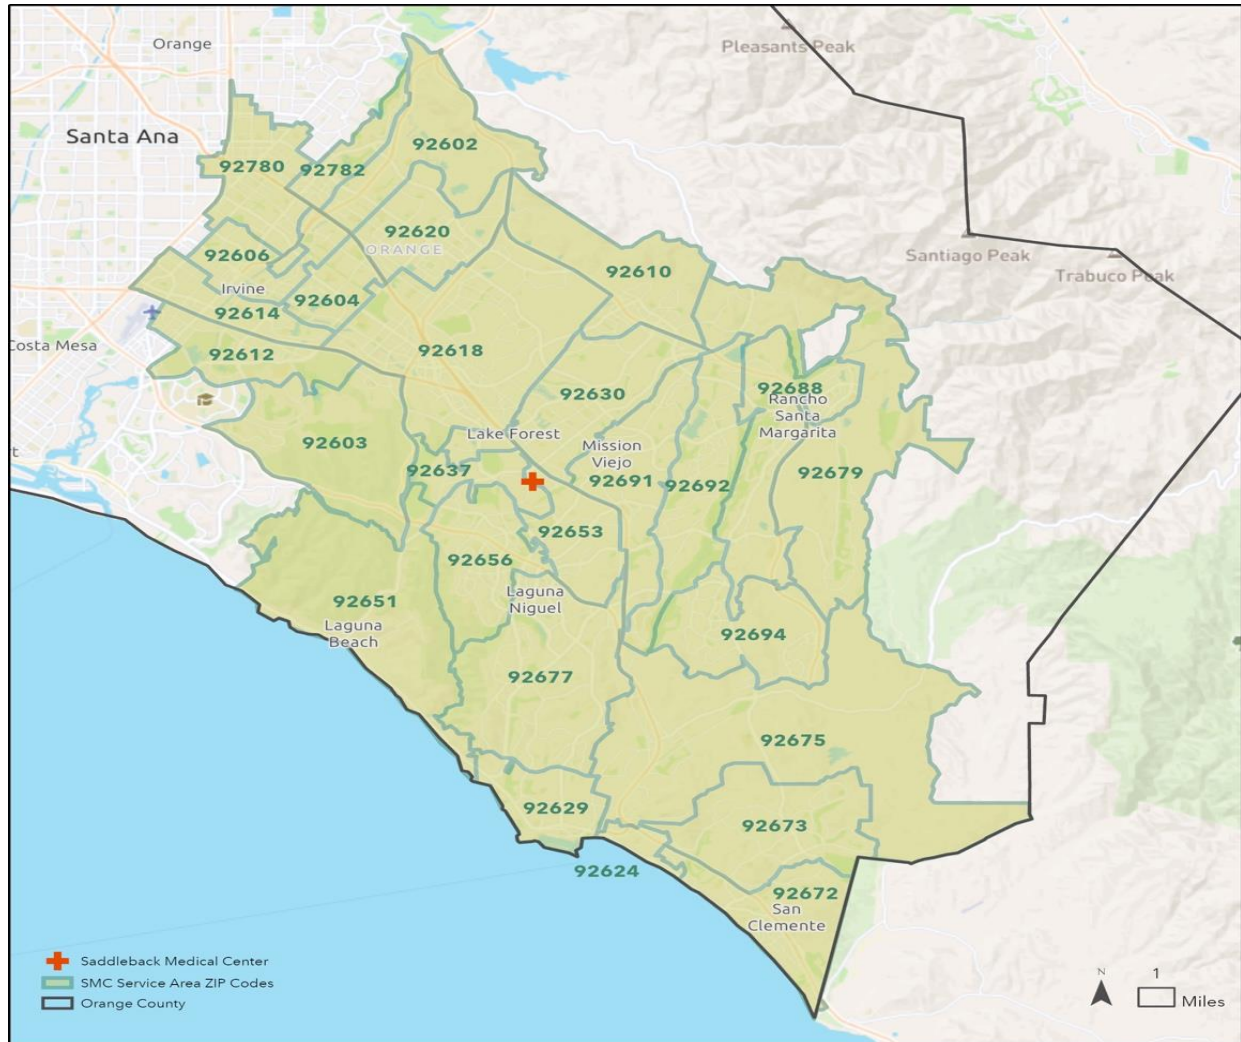 Pleasants Peak
Orange
Santa Ana
92602
92780
92782
92620
ORANGE
92606
Santiago Peak
Trabuco Peak
92610
Irvine
92604
92614
Costa Mesa
92612
92618
92630
92688
Rancho
Santa
Margarita
Lake Forest
92603
Mission
Viejo
92637
92691
92692
92679
92653
92656
Laguna
Niguel
92651
Laguna
Beach
92694
92677
92675
92629
92673
92624
92672
San
Clemente
Saddleback Medical Center
SMC Service Area ZIP Codes
Orange County
N
1
Miles